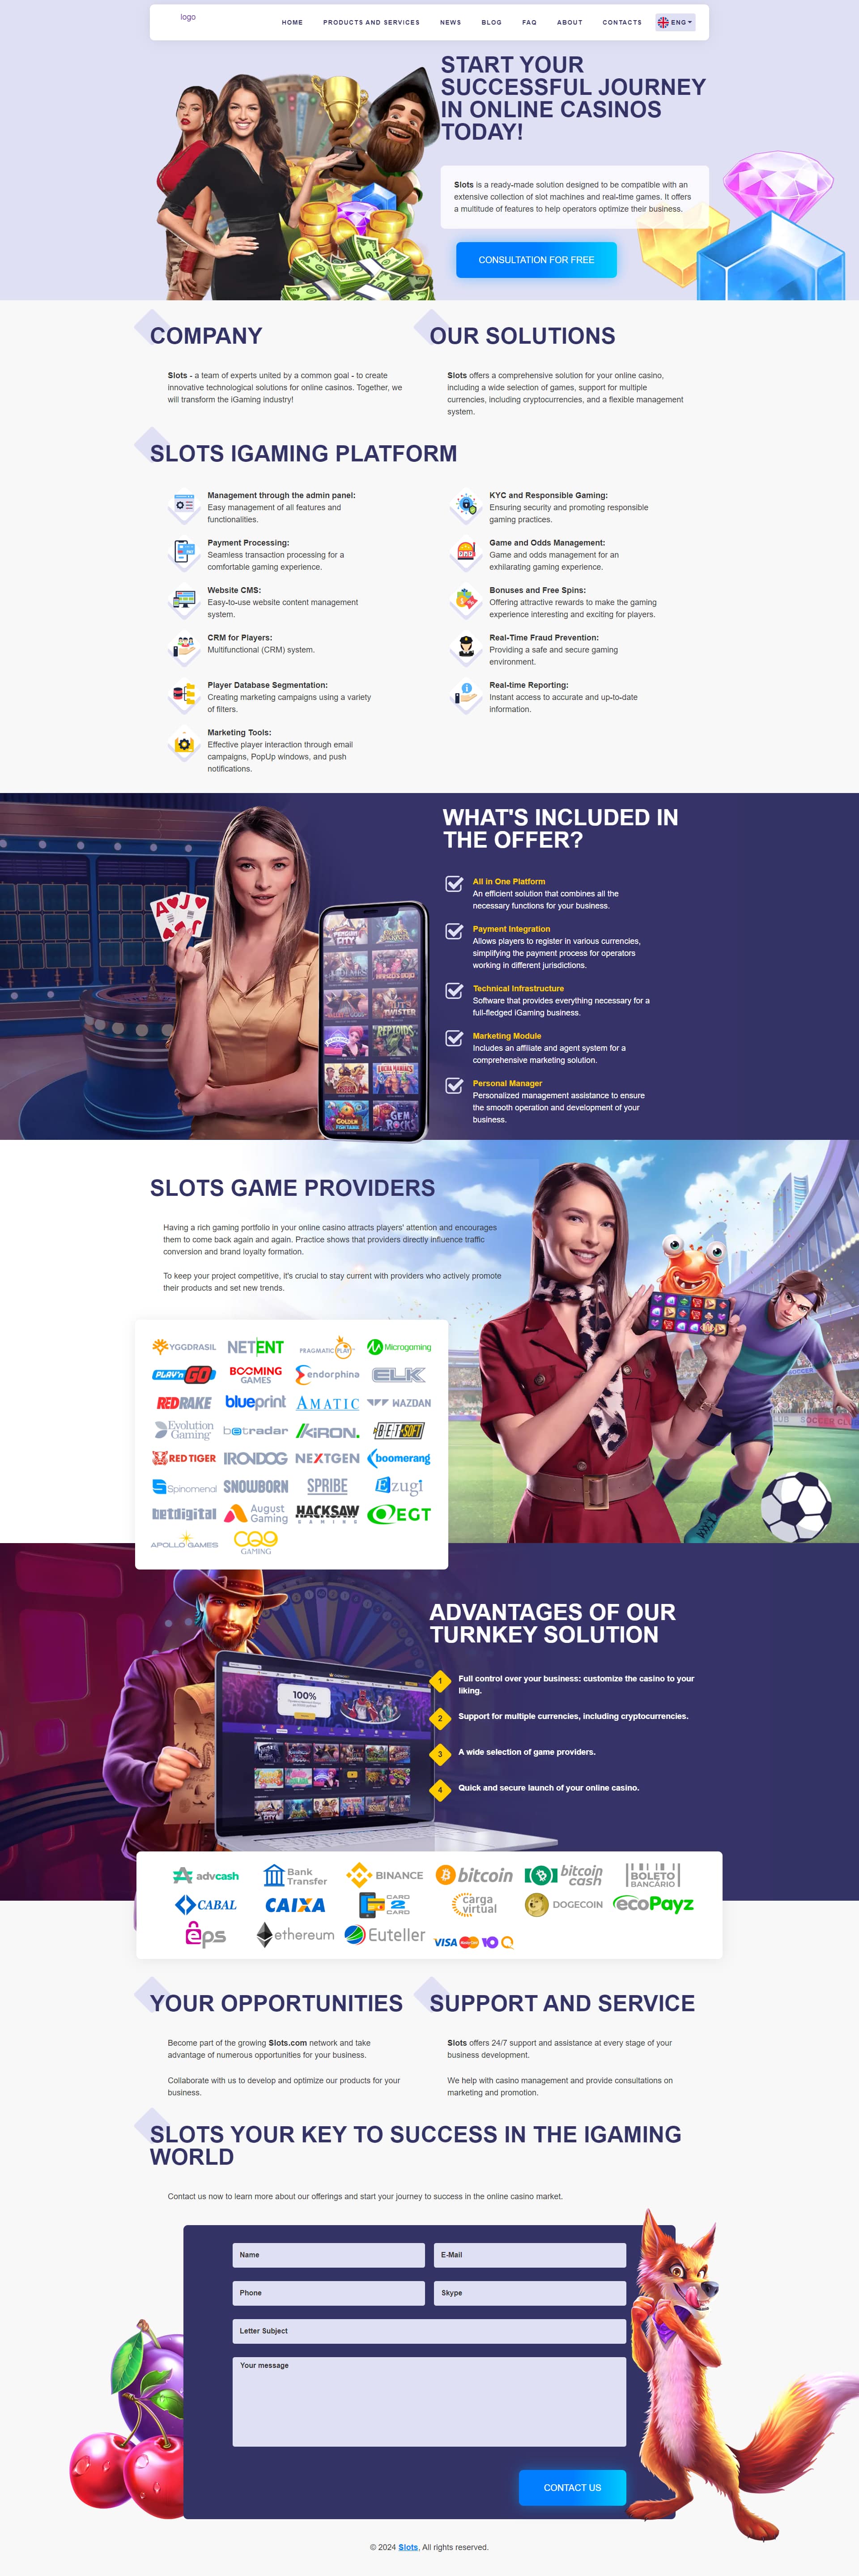 logo
HOME PRODUCTS AND SERVICES NEWS BLOG FAQ ABOUT CONTACTS ENG
START YOUR
SUCCESSFUL JOURNEY
IN ONLINE CASINOS
TODAY!
Slots is a ready-made solution designed to be compatible with an
extensive collection of slot machines and real-time games. It offers
a multitude of features to help operators optimize their business.
CONSULTATION FOR FREE
COMPANY
Slots - a team of experts united by a common goal - to create
innovative technological solutions for online casinos. Together, we
will transform the iGaming industry!
OUR SOLUTIONS
Slots offers a comprehensive solution for your online casino,
including a wide selection of games, support for multiple
currencies, including cryptocurrencies, and a flexible management
system.
SLOTS IGAMING PLATFORM
Management through the admin panel:
Easy management of all features and
functionalities.
Payment Processing:
Seamless transaction processing for a
comfortable gaming experience.
Website CMS:
Easy-to-use website content management
system.
CRM for Players:
Multifunctional (CRM) system.
Player Database Segmentation:
Creating marketing campaigns using a variety
of filters.
Marketing Tools:
Effective player interaction through email
campaigns, PopUp windows, and push
notifications.
KYC and Responsible Gaming:
Ensuring security and promoting responsible
gaming practices.
Game and Odds Management:
Game and odds management for an
exhilarating gaming experience.
Bonuses and Free Spins:
Offering attractive rewards to make the gaming
experience interesting and exciting for players.
Real-Time Fraud Prevention:
Providing a safe and secure gaming
environment.
Real-time Reporting:
Instant access to accurate and up-to-date
information.
WHAT'S INCLUDED IN
THE OFFER?
All in One Platform
An efficient solution that combines all the
necessary functions for your business.
Payment Integration
Allows players to register in various currencies,
simplifying the payment process for operators
working in different jurisdictions.
Technical Infrastructure
Software that provides everything necessary for a
full-fledged iGaming business.
Marketing Module
Includes an affiliate and agent system for a
comprehensive marketing solution.
Personal Manager
Personalized management assistance to ensure
the smooth operation and development of your
business.
A J
PENGUIN
CITY
HOLMES
TWISTER
REPTOIDS
LUCHA MANIACS
GOLDEN
FISH TANK
GEM
ROCKS
SLOTS GAME PROVIDERS
Having a rich gaming portfolio in your online casino attracts players' attention and encourages
them to come back again and again. Practice shows that providers directly influence traffic
conversion and brand loyalty formation.
To keep your project competitive, it's crucial to stay current with providers who actively promote
their products and set new trends.
YGGDRASIL NETENT PRAGMATIC PLAY Microgaming
PLAY'n GO BOOMING GAMES endorphina ELK
REDRAKE blueprint AMATIC WAZDAN
Evolution Gaming betradar KIRON. BETSOFT
RED TIGER IRONDOG NEXTGEN boomerang
Spinomenal SNOWBORN SPRIBE Ezugi
betdigital August Gaming HACKSAW GAMING EGT
APOLLO GAMES CQ9 GAMING
SOCCER CLUB
ADVANTAGES OF OUR
TURNKEY SOLUTION
1 Full control over your business: customize the casino to your
liking.
2 Support for multiple currencies, including cryptocurrencies.
3 A wide selection of game providers.
4 Quick and secure launch of your online casino.
100%
advcash Bank Transfer BINANCE bitcoin bitcoin cash BOLETO BANCÁRIO
CABAL CAIXA CARD 2 CARD carga virtual DOGECOIN ecoPayz
eps ethereum Euteller VISA
YOUR OPPORTUNITIES
Become part of the growing Slots.com network and take
advantage of numerous opportunities for your business.
Collaborate with us to develop and optimize our products for your
business.
SUPPORT AND SERVICE
Slots offers 24/7 support and assistance at every stage of your
business development.
We help with casino management and provide consultations on
marketing and promotion.
SLOTS YOUR KEY TO SUCCESS IN THE IGAMING
WORLD
Contact us now to learn more about our offerings and start your journey to success in the online casino market.
Name E-Mail
Phone Skype
Letter Subject
Your message
CONTACT US
© 2024 Slots, All rights reserved.